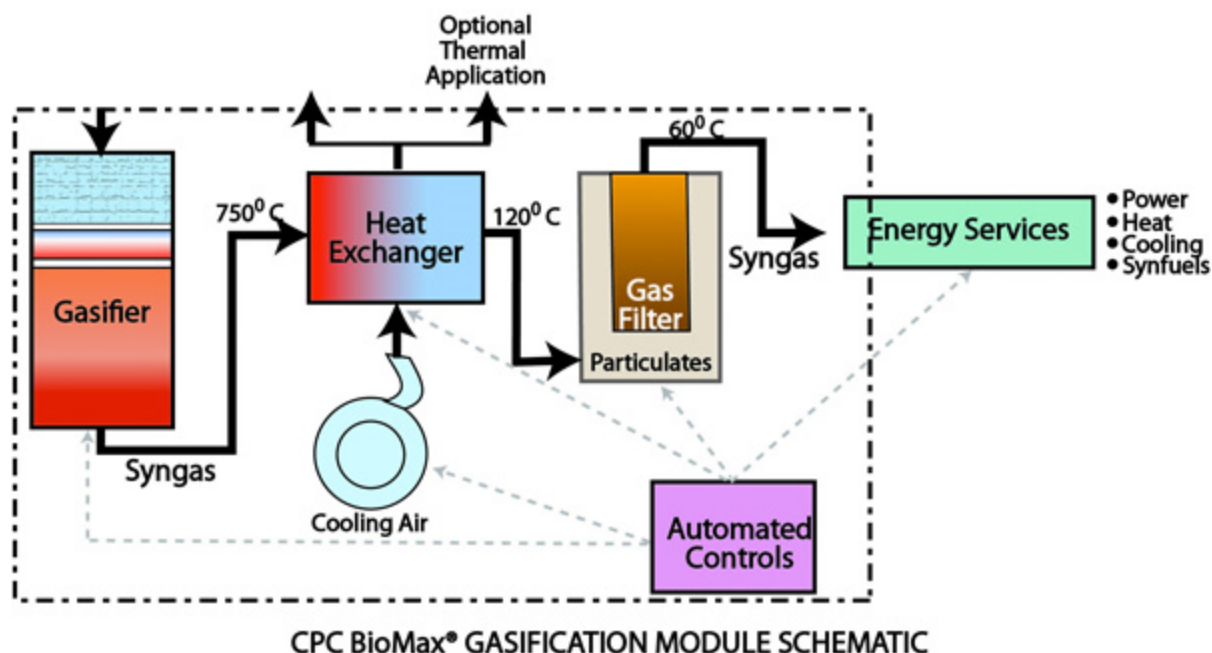 Optional
Thermal
Application
60⁰ C
750⁰ C
Heat
Exchanger
120⁰ C
Gasifier
Gas
Filter
Particulates
Syngas
Energy Services
• Power
• Heat
• Cooling
• Synfuels
Syngas
Cooling Air
Automated
Controls
CPC BioMax® GASIFICATION MODULE SCHEMATIC